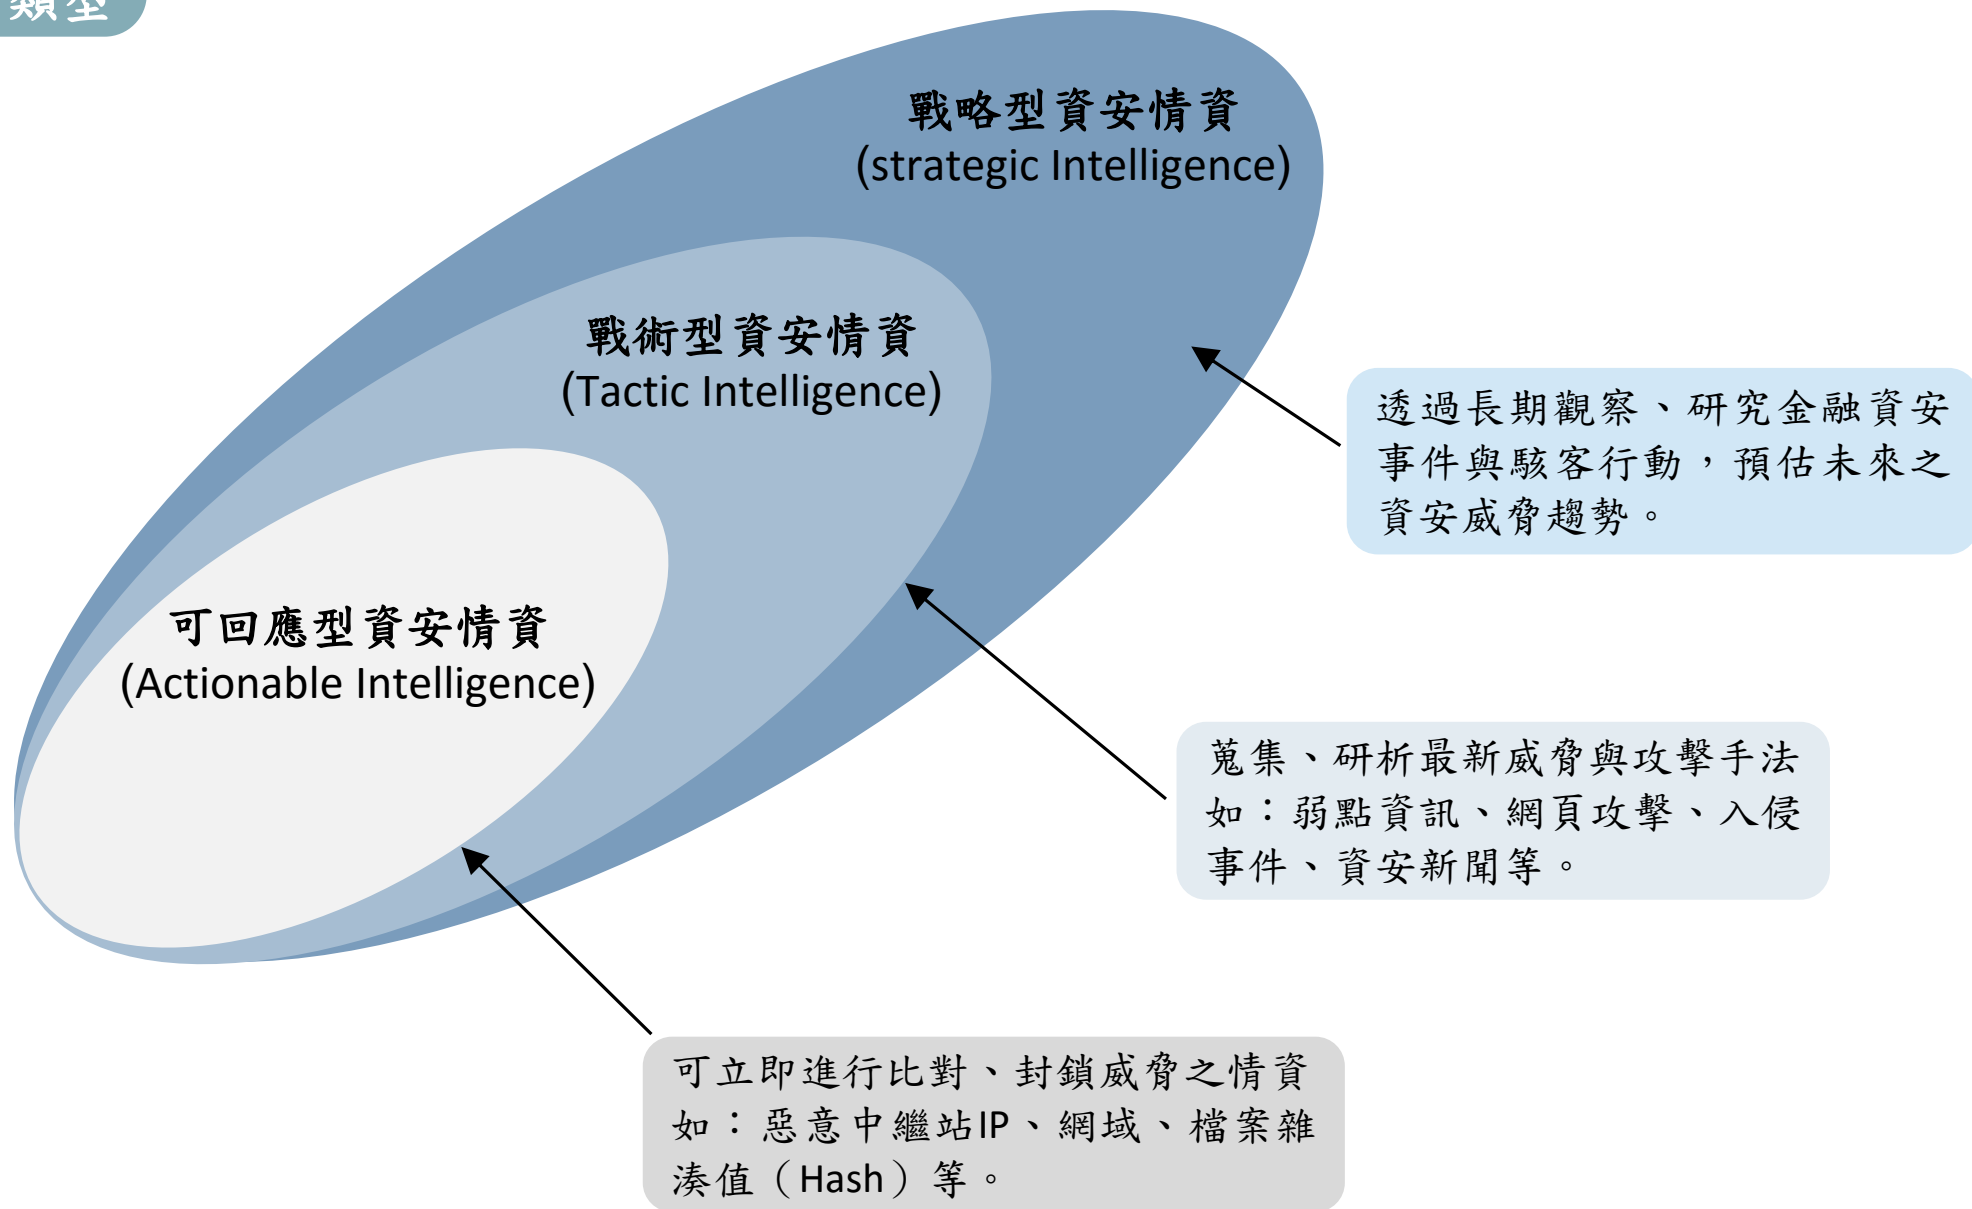 類型
戰略型資安情資
(strategic Intelligence)
戰術型資安情資
(Tactic Intelligence)
可回應型資安情資
(Actionable Intelligence)
透過長期觀察、研究金融資安
事件與駭客行動，預估未來之
資安威脅趨勢。
蒐集、研析最新威脅與攻擊手法
如：弱點資訊、網頁攻擊、入侵
事件、資安新聞等。
可立即進行比對、封鎖威脅之情資
如：惡意中繼站IP、網域、檔案雜
湊值（Hash）等。